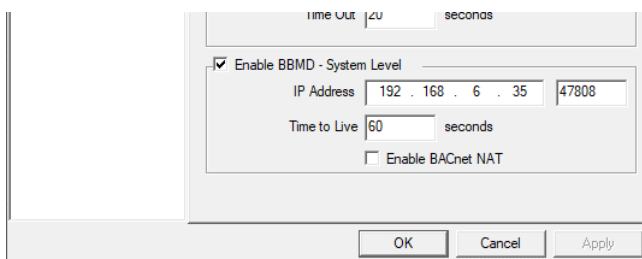 Time Out 20 seconds
Enable BBMD - System Level
IP Address 192 . 168 . 6 . 35 47808
Time to Live 60 seconds
Enable BACnet NAT
OK Cancel Apply